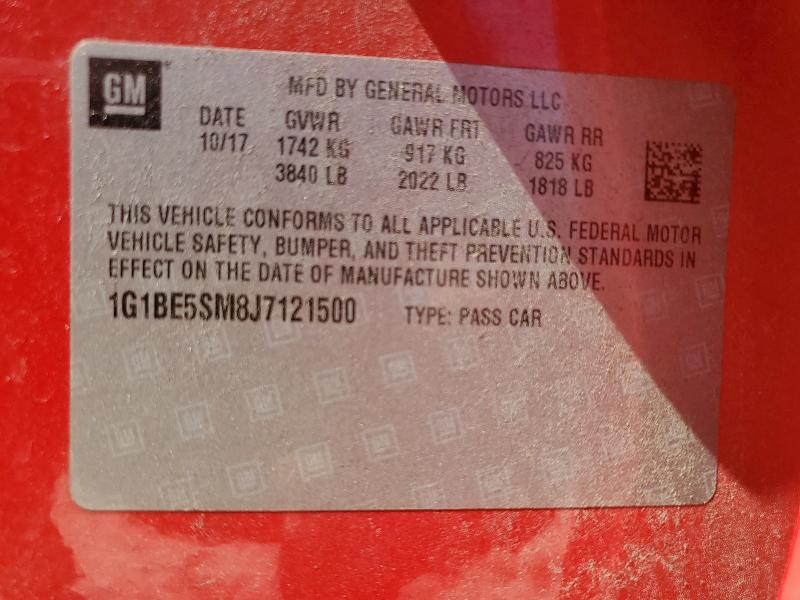 GM
MFD BY GENERAL MOTORS LLC
DATE GVWR GAWR FRT GAWR RR
10/17 1742 KG 917 KG 825 KG
3840 LB 2022 LB 1818 LB
THIS VEHICLE CONFORMS TO ALL APPLICABLE U.S. FEDERAL MOTOR
VEHICLE SAFETY, BUMPER, AND THEFT PREVENTION STANDARDS IN
EFFECT ON THE DATE OF MANUFACTURE SHOWN ABOVE.
1G1BE5SM8J7121500 TYPE: PASS CAR